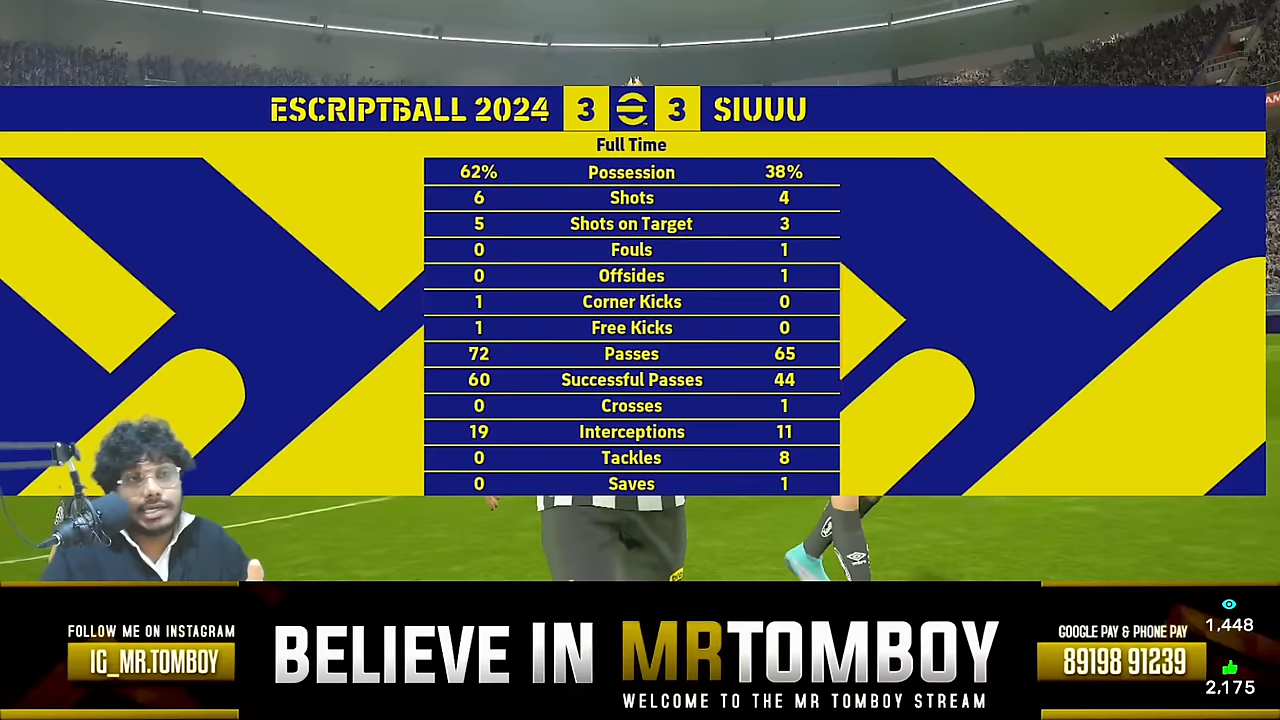 ESCRIPTBALL 2024 3 3 SIUUU
Full Time
62% Possession 38%
6 Shots 4
5 Shots on Target 3
0 Fouls 1
0 Offsides 1
1 Corner Kicks 0
1 Free Kicks 0
72 Passes 65
60 Successful Passes 44
0 Crosses 1
19 Interceptions 11
0 Tackles 8
0 Saves 1
FOLLOW ME ON INSTAGRAM
IG_MR.TOMBOY
BELIEVE IN MRTOMBOY
WELCOME TO THE MR TOMBOY STREAM
GOOGLE PAY & PHONE PAY
89198 91239
1,448
2,175